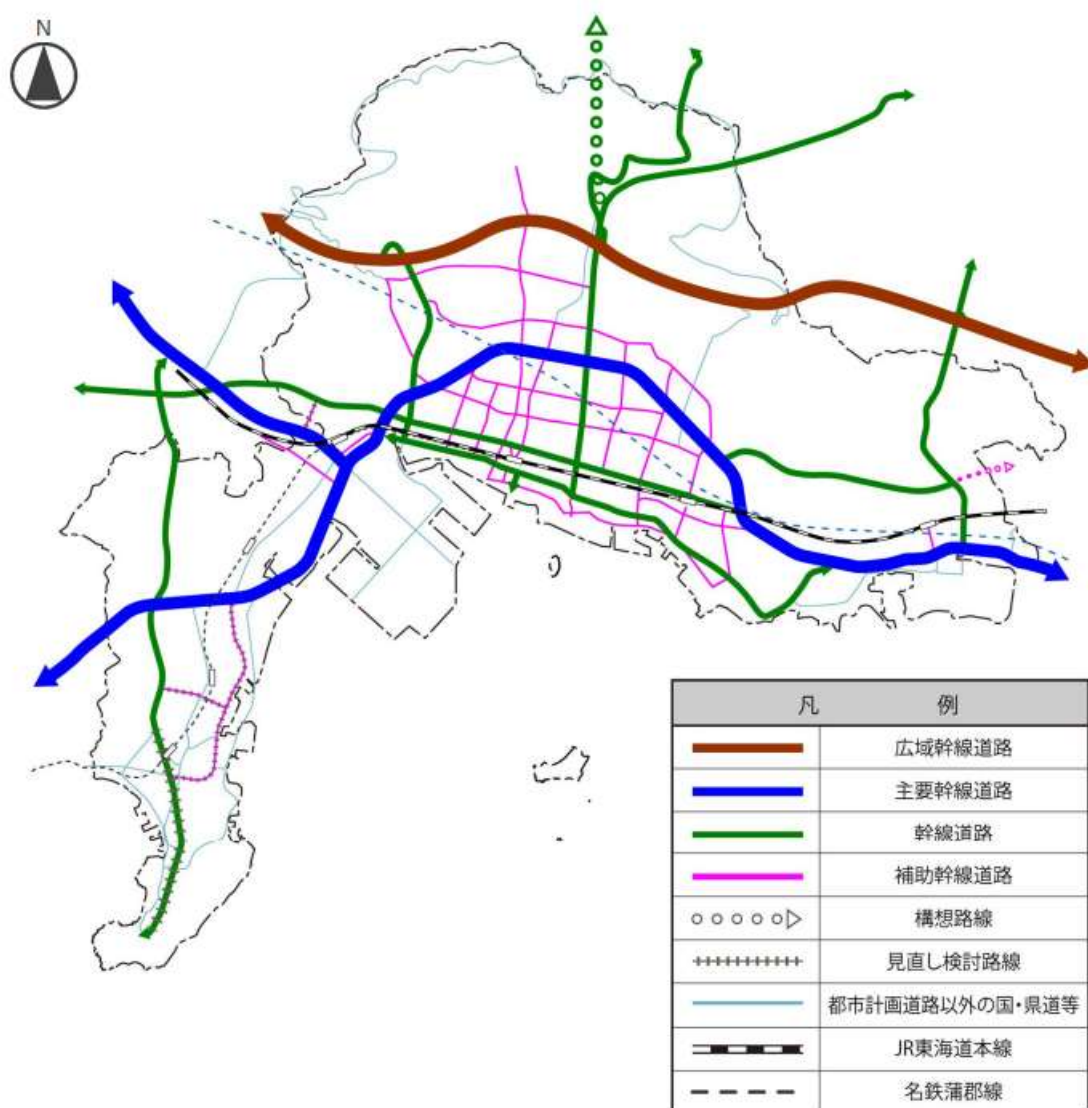 N
凡 例
広域幹線道路
主要幹線道路
幹線道路
補助幹線道路
構想路線
見直し検討路線
都市計画道路以外の国・県道等
JR東海道本線
名鉄蒲郡線